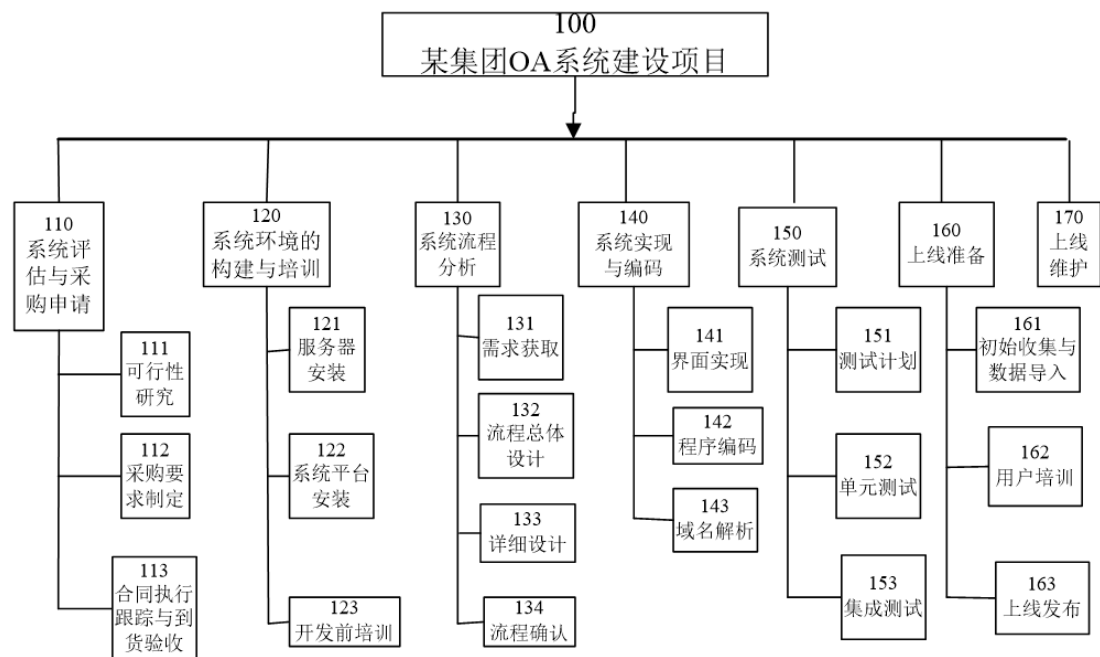 100
某集团OA系统建设项目
110
系统评
估与采
购申请
111
可行性
研究
112
采购要
求制定
113
合同执行
跟踪与到
货验收
120
系统环境的
构建与培训
121
服务器
安装
122
系统平台
安装
123
开发前培训
130
系统流程
分析
131
需求获取
132
流程总体
设计
133
详细设计
134
流程确认
140
系统实现
与编码
141
界面实现
142
程序编码
143
域名解析
150
系统测试
151
测试计划
152
单元测试
153
集成测试
160
上线准备
161
初始收集与
数据导入
162
用户培训
163
上线发布
170
上线
维护